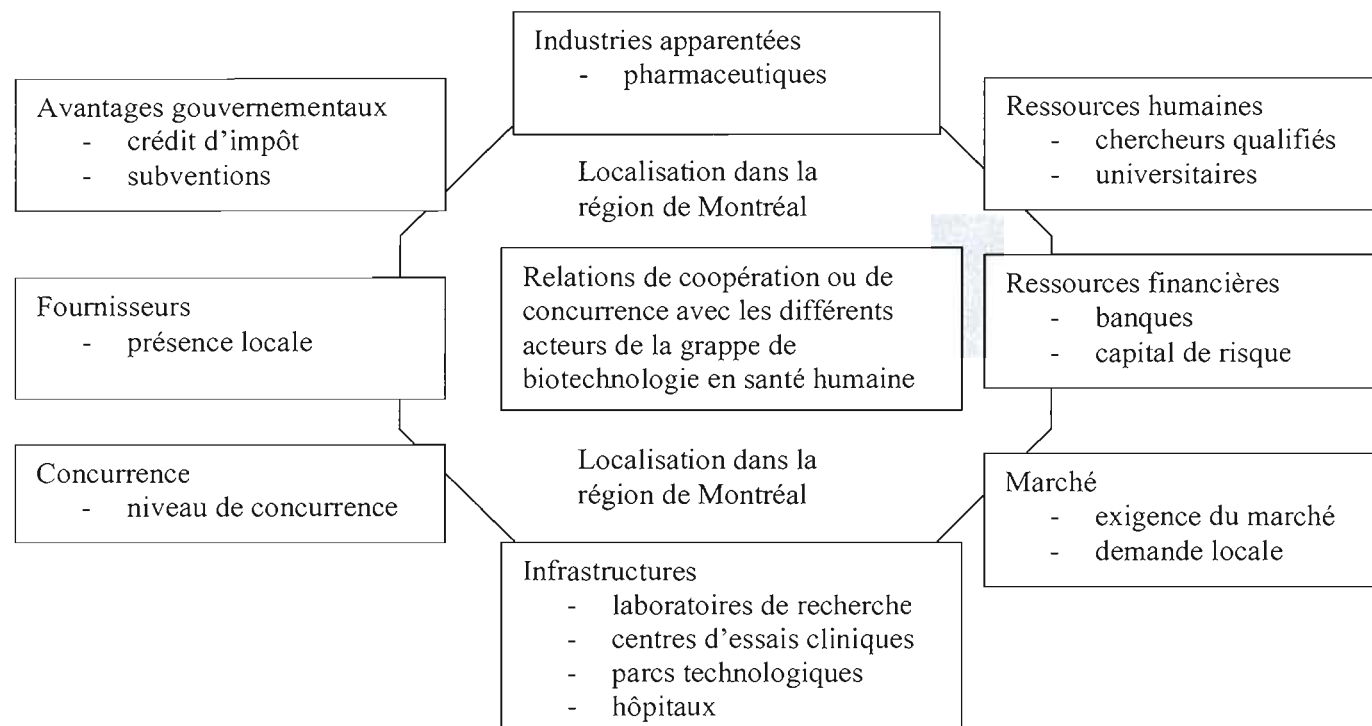 Industries apparentées
- pharmaceutiques
Avantages gouvernementaux
- crédit d'impôt
- subventions
Ressources humaines
- chercheurs qualifiés
- universitaires
Localisation dans la
région de Montréal
Fournisseurs
- présence locale
Relations de coopération ou de
concurrence avec les différents
acteurs de la grappe de
biotechnologie en santé humaine
Ressources financières
- banques
- capital de risque
Concurrence
- niveau de concurrence
Localisation dans la
région de Montréal
Marché
- exigence du marché
- demande locale
Infrastructures
- laboratoires de recherche
- centres d'essais cliniques
- parcs technologiques
- hôpitaux